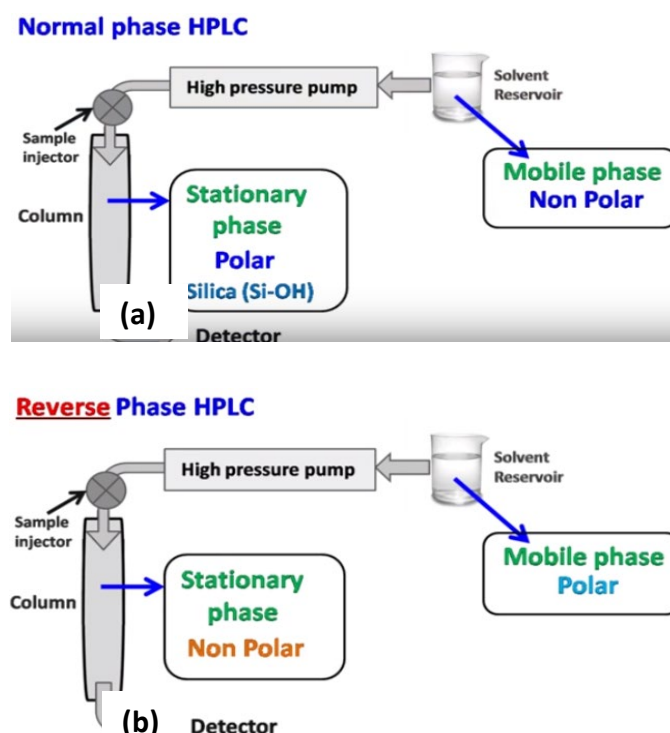 Normal phase HPLC
High pressure pump
Solvent
Reservoir
Sample
injector
Mobile phase
Non Polar
Column
Stationary
phase
Polar
Silica (Si-OH)
(a)
Detector
Reverse Phase HPLC
High pressure pump
Solvent
Reservoir
Sample
injector
Mobile phase
Polar
Column
Stationary
phase
Non Polar
(b)
Detector